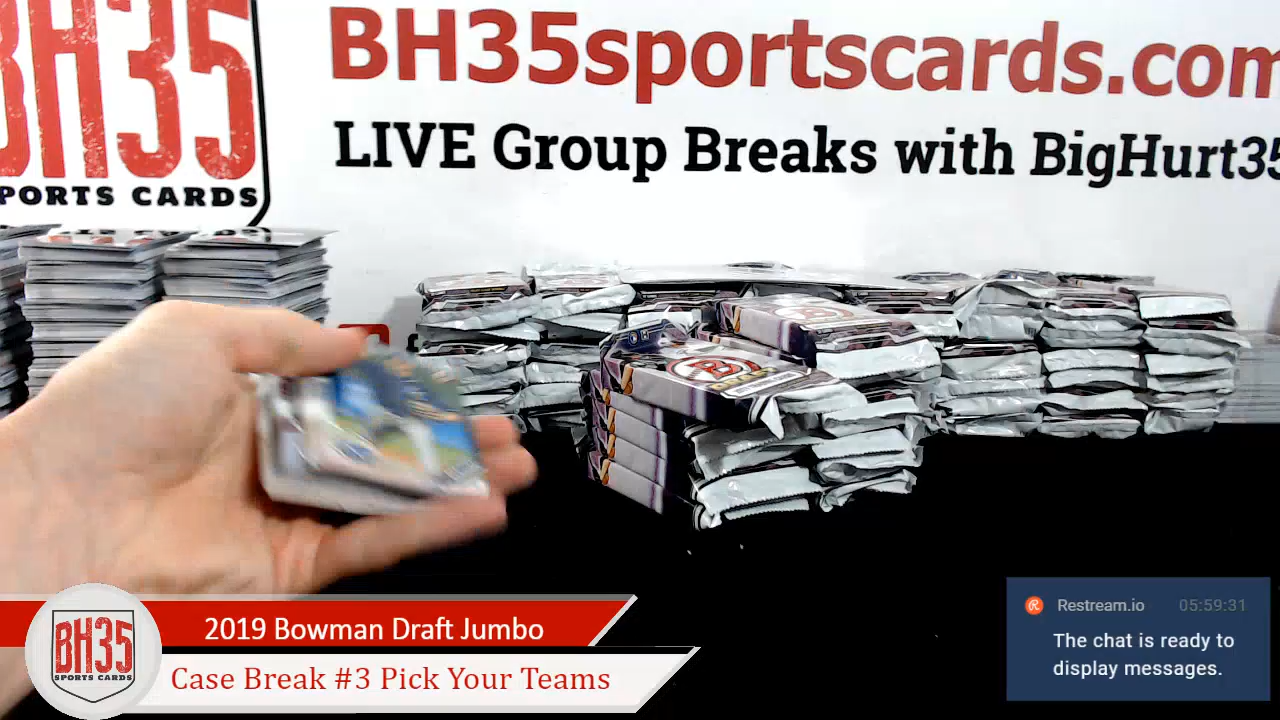 BH35
SPORTS CARDS
BH35sportscards.com
LIVE Group Breaks with BigHurt35
2019 Bowman Draft Jumbo
Case Break #3 Pick Your Teams
BH35
SPORTS CARDS
Restream.io 05:59:31
The chat is ready to
display messages.